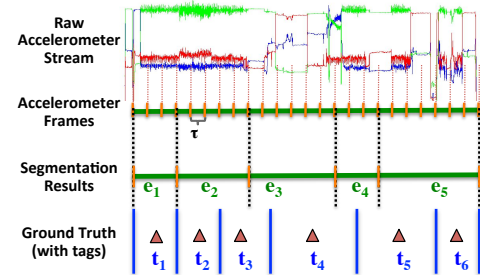 Raw
Accelerometer
Stream
Accelerometer
Frames
τ
Segmentation
Results
e1 e2 e3 e4 e5
Ground Truth
(with tags)
t1 t2 t3 t4 t5 t6